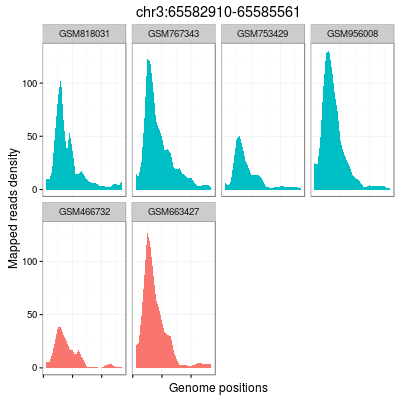 chr3:65582910-65585561
GSM818031 GSM767343 GSM753429 GSM956008
100
50
0
Mapped reads density
GSM466732 GSM663427
100
50
0
Genome positions